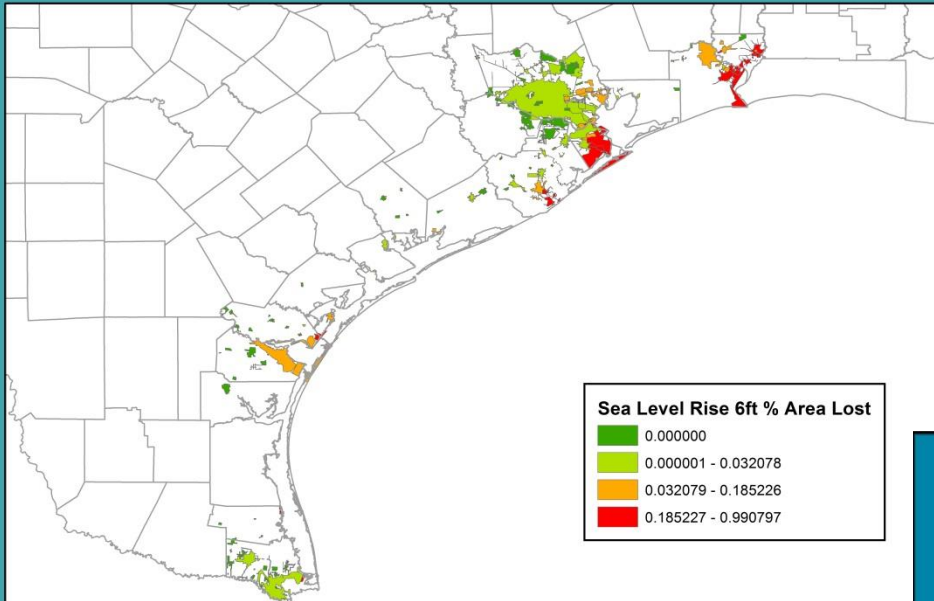 Sea Level Rise 6ft % Area Lost
0.000000
0.000001 - 0.032078
0.032079 - 0.185226
0.185227 - 0.990797